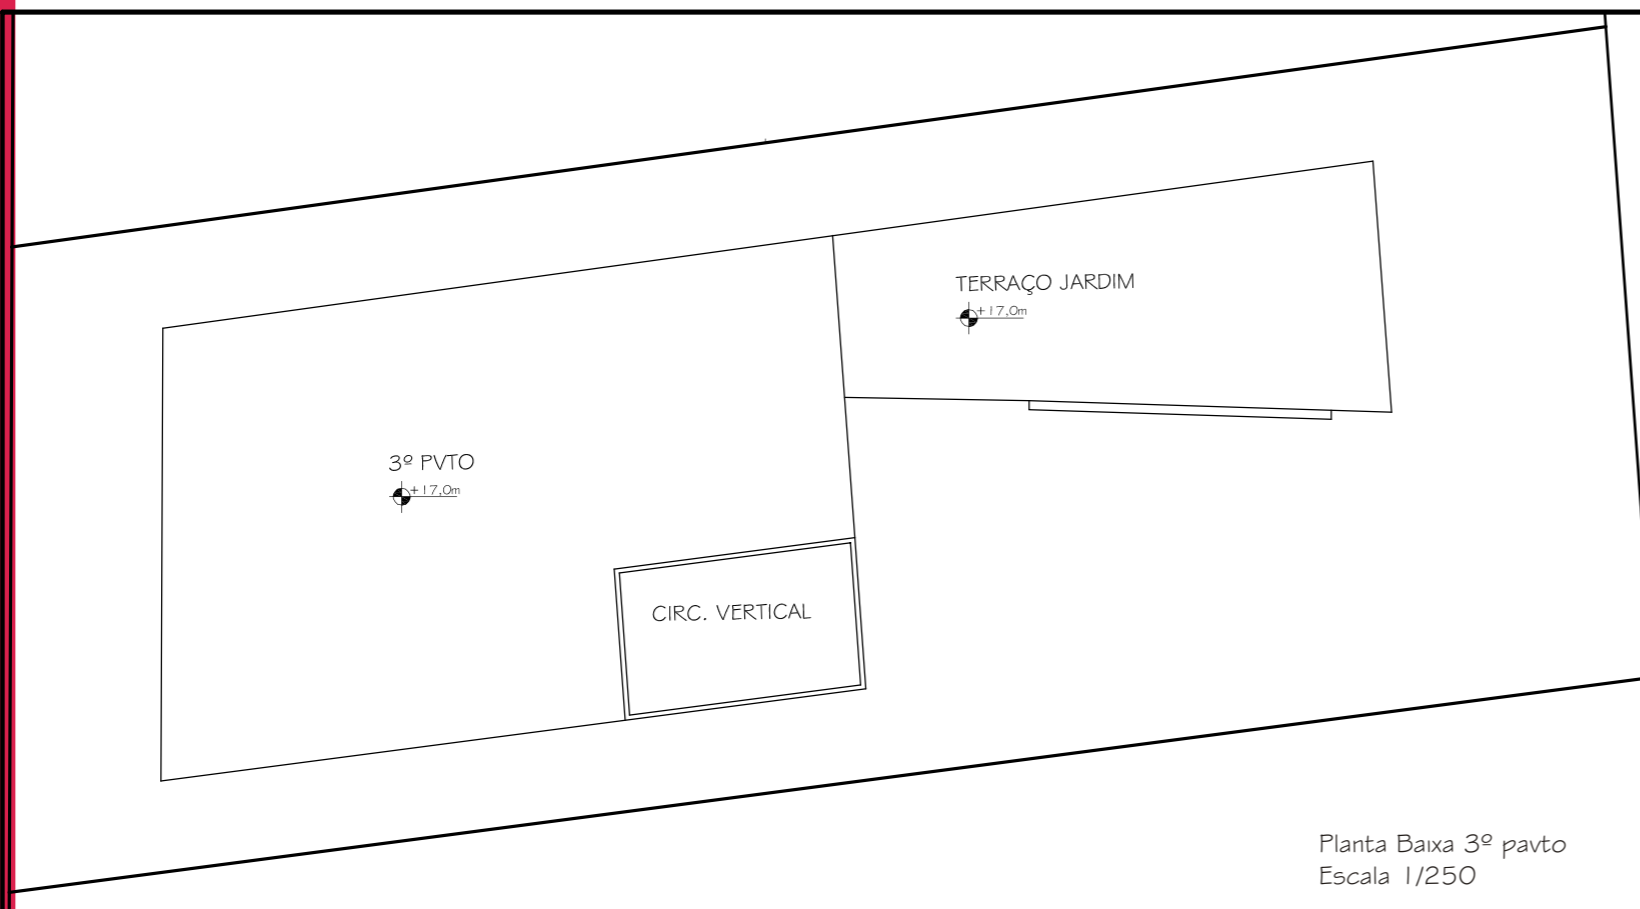 TERRAÇO JARDIM
+17,0m
3º PVTO
+17,0m
CIRC. VERTICAL
Planta Baixa 3º pavto
Escala 1/250